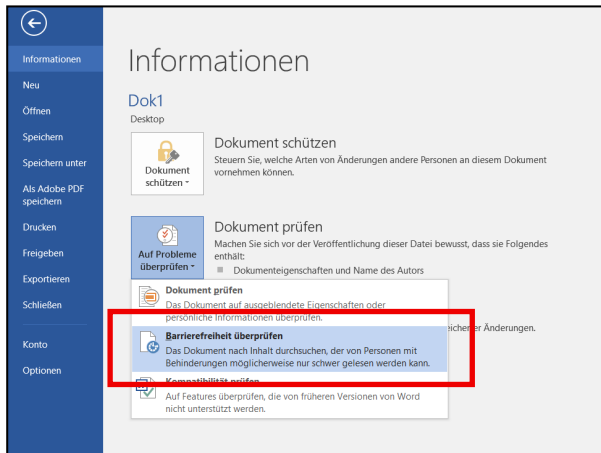 Informationen
Neu
Öffnen
Speichern
Speichern unter
Als Adobe PDF
speichern
Drucken
Freigeben
Exportieren
Schließen
Konto
Optionen
Informationen
Dok1
Desktop
Dokument
schützen
Dokument schützen
Steuern Sie, welche Arten von Änderungen andere Personen an diesem Dokument
vornehmen können.
Auf Probleme
überprüfen
Dokument prüfen
Machen Sie sich vor der Veröffentlichung dieser Datei bewusst, dass sie Folgendes
enthält:
Dokumenteigenschaften und Name des Autors
Dokument prüfen
Das Dokument auf ausgeblendete Eigenschaften oder
persönliche Informationen überprüfen.
Barrierefreiheit überprüfen
Das Dokument nach Inhalt durchsuchen, der von Personen mit
Behinderungen möglicherweise nur schwer gelesen werden kann.
Änderungen.
Kompatibilität prüfen
Auf Features überprüfen, die von früheren Versionen von Word
nicht unterstützt werden.